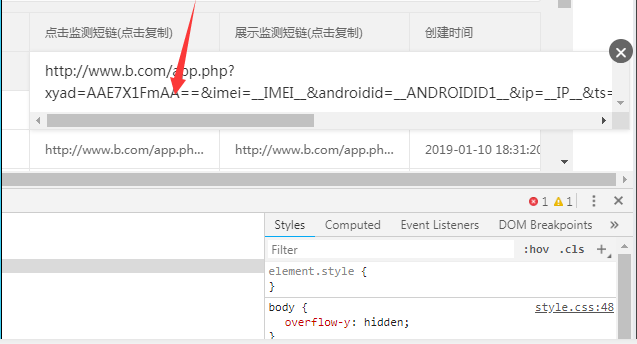 点击监测短链(点击复制) 展示监测短链(点击复制) 创建时间
http://www.b.com/app.php?
xyad=AAE7X1FmAA==&imei=__IMEI__&androidid=__ANDROIDID1__&ip=__IP__&ts=
http://www.b.com/app.ph... http://www.b.com/app.ph... 2019-01-10 18:31:20
1 1
Styles Computed Event Listeners DOM Breakpoints »
Filter :hov .cls +
element.style {
}
body { style.css:48
overflow-y: hidden;
}